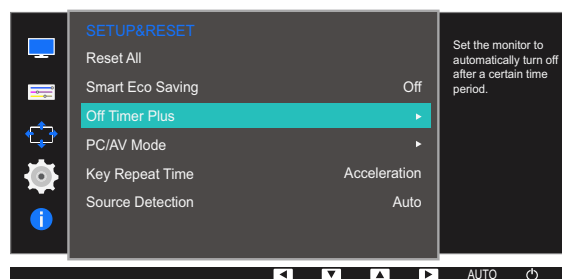 SETUP&RESET
Reset All
Smart Eco Saving Off
Off Timer Plus
PC/AV Mode
Key Repeat Time Acceleration
Source Detection Auto
Set the monitor to
automatically turn off
after a certain time
period.
AUTO